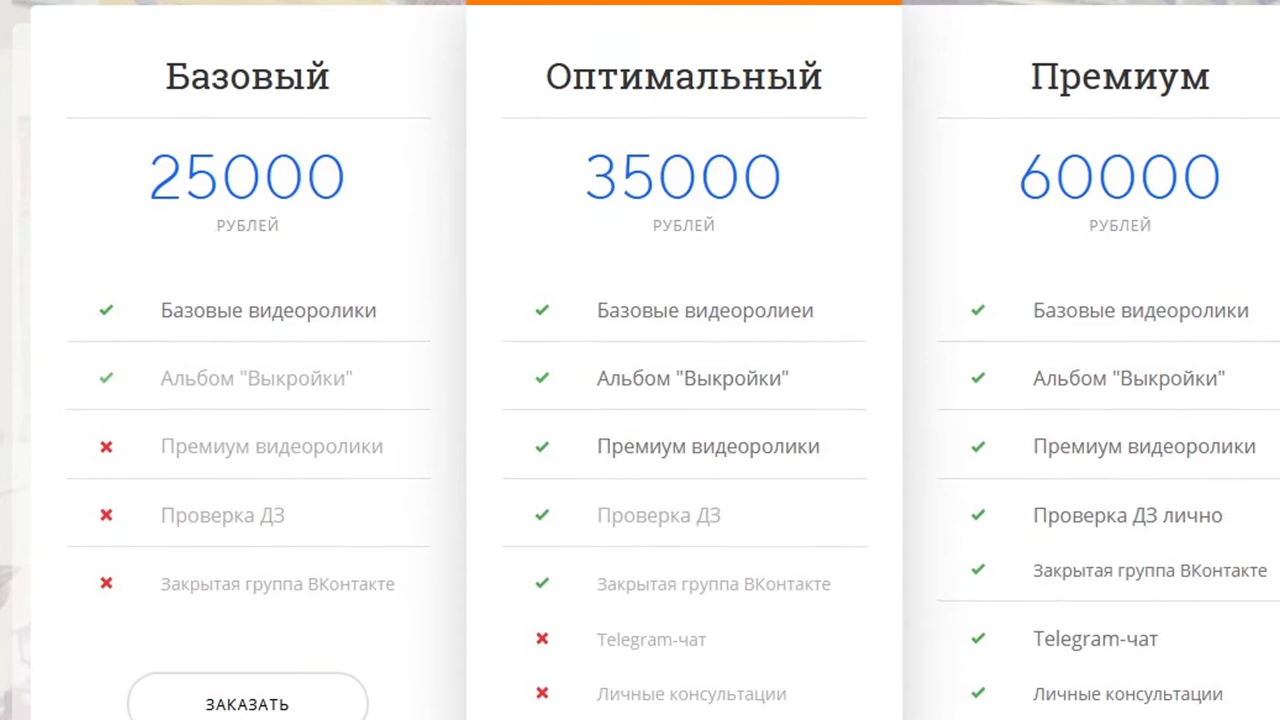 Базовый
25000
РУБЛЕЙ
Базовые видеоролики
Альбом "Выкройки"
Премиум видеоролики
Проверка ДЗ
Закрытая группа ВКонтакте
ЗАКАЗАТЬ
Оптимальный
35000
РУБЛЕЙ
Базовые видеоролиеи
Альбом "Выкройки"
Премиум видеоролики
Проверка ДЗ
Закрытая группа ВКонтакте
Telegram-чат
Личные консультации
Премиум
60000
РУБЛЕЙ
Базовые видеоролики
Альбом "Выкройки"
Премиум видеоролики
Проверка ДЗ лично
Закрытая группа ВКонтакте
Telegram-чат
Личные консультации